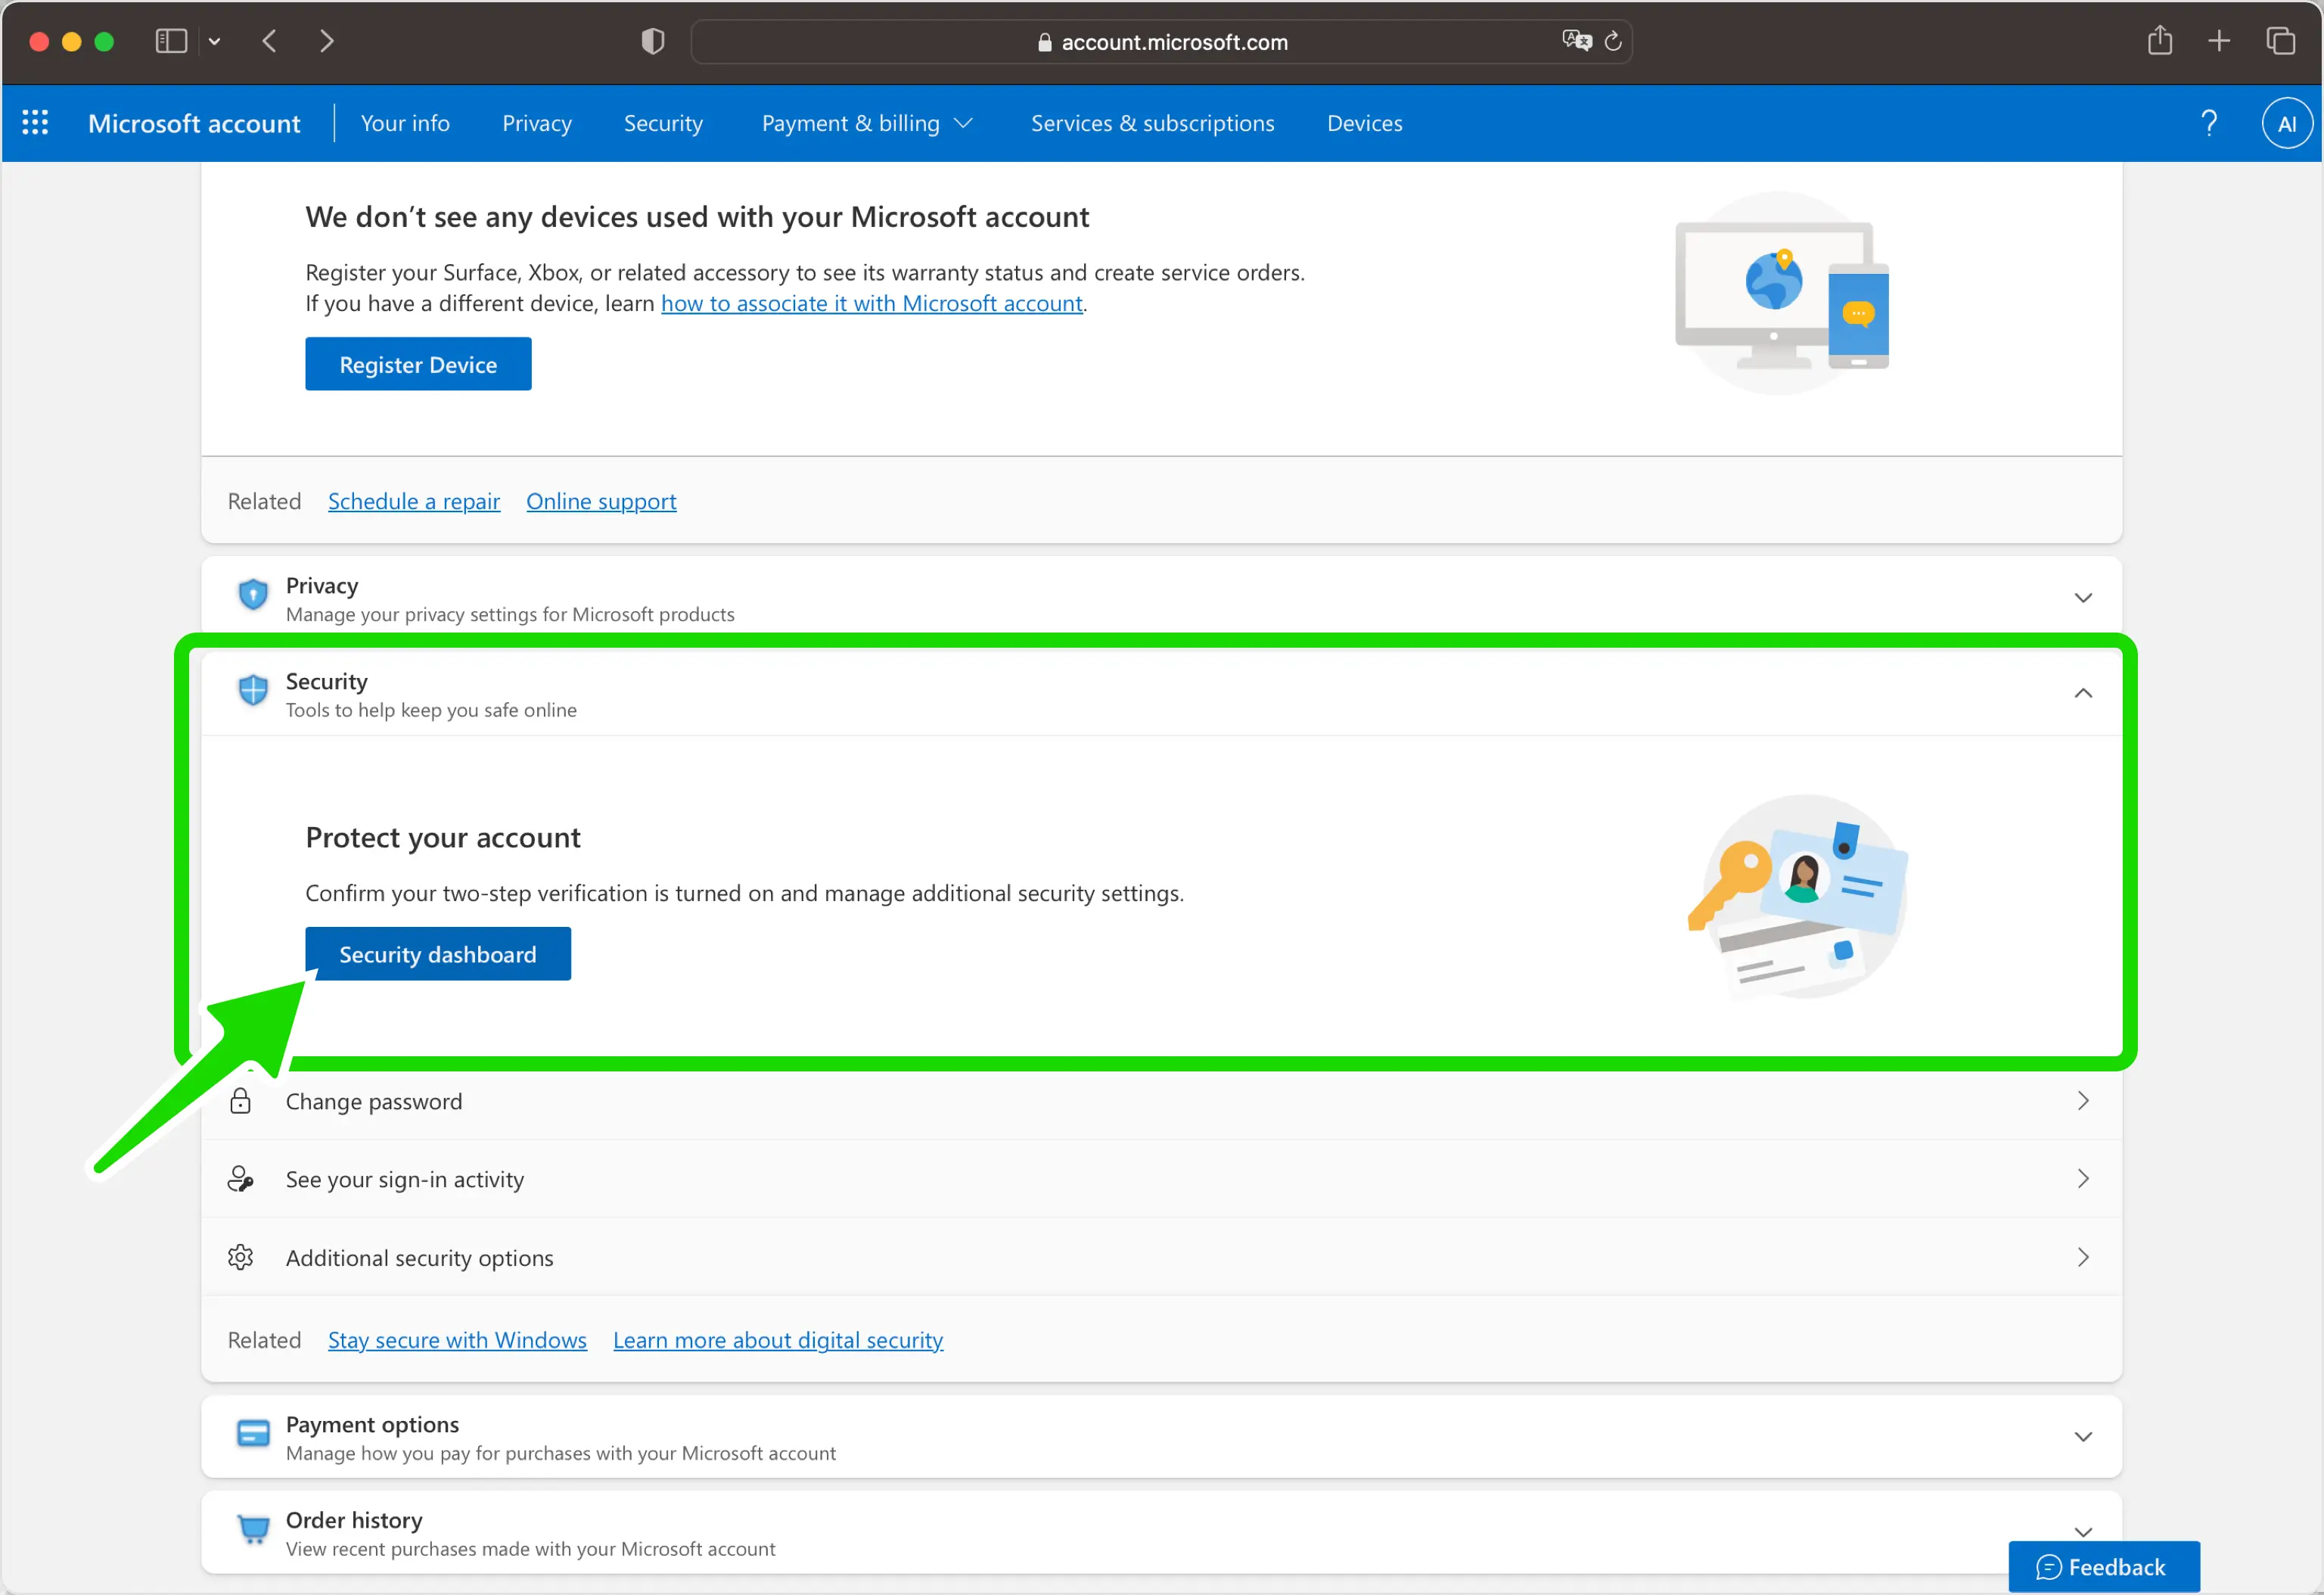 account.microsoft.com
Microsoft account
Your info
Privacy
Security
Payment & billing
Services & subscriptions
Devices
?
AI
We don’t see any devices used with your Microsoft account
Register your Surface, Xbox, or related accessory to see its warranty status and create service orders.
If you have a different device, learn how to associate it with Microsoft account.
Register Device
Related Schedule a repair Online support
Privacy
Manage your privacy settings for Microsoft products
Security
Tools to help keep you safe online
Protect your account
Confirm your two-step verification is turned on and manage additional security settings.
Security dashboard
Change password
See your sign-in activity
Additional security options
Related Stay secure with Windows Learn more about digital security
Payment options
Manage how you pay for purchases with your Microsoft account
Order history
View recent purchases made with your Microsoft account
Feedback